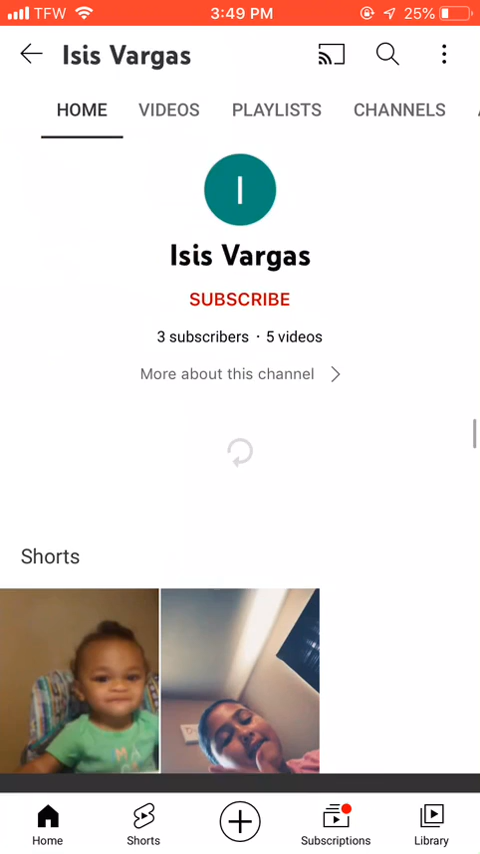 TFW 3:49 PM 25%
Isis Vargas
HOME VIDEOS PLAYLISTS CHANNELS
I
Isis Vargas
SUBSCRIBE
3 subscribers · 5 videos
More about this channel
Shorts
Home Shorts Subscriptions Library